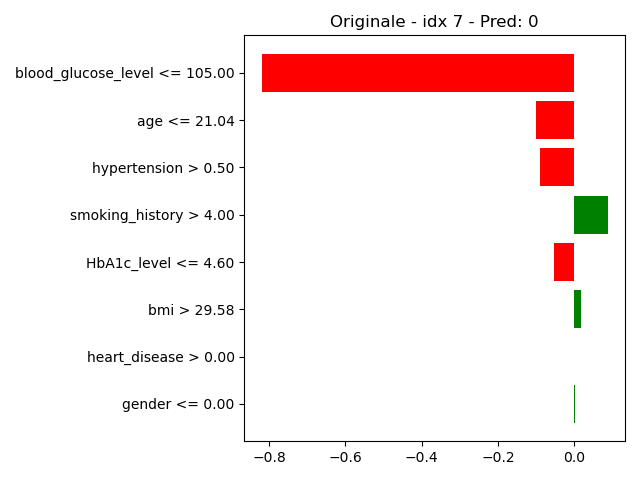 Originale - idx 7 - Pred: 0
blood_glucose_level <= 105.00
age <= 21.04
hypertension > 0.50
smoking_history > 4.00
HbA1c_level <= 4.60
bmi > 29.58
heart_disease > 0.00
gender <= 0.00
−0.8 −0.6 −0.4 −0.2 0.0